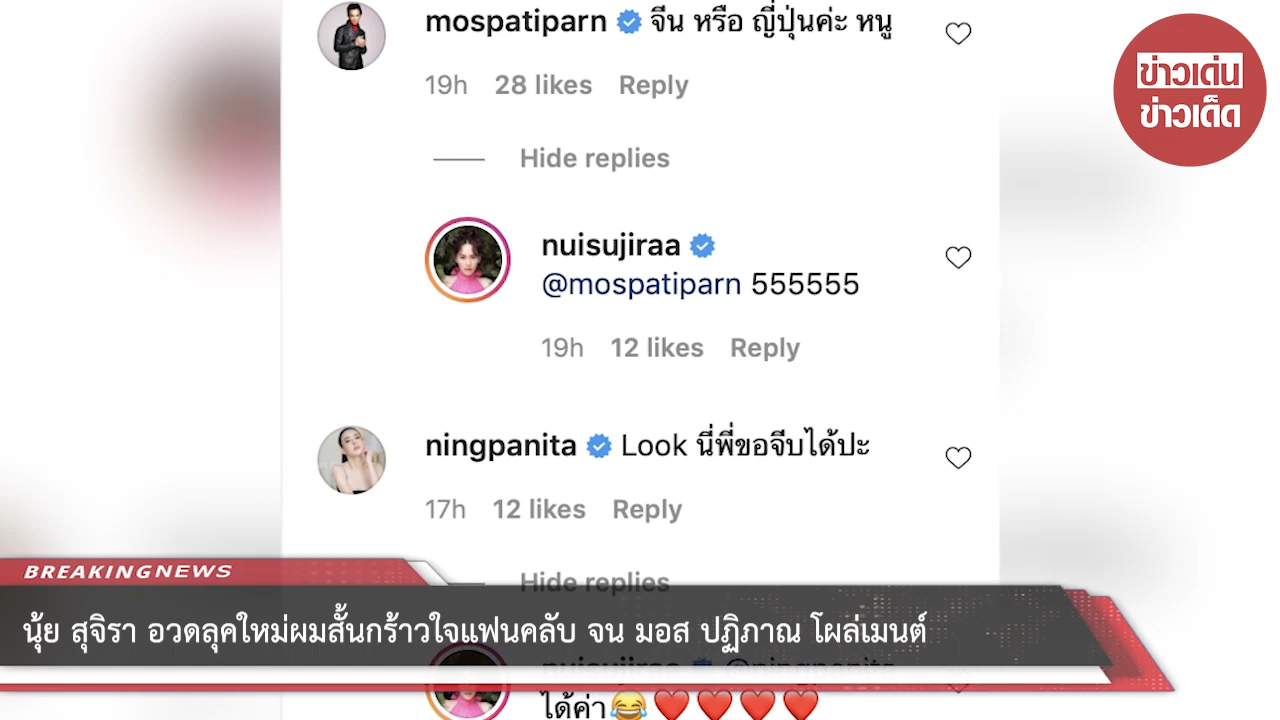 mospatiparn จีน หรือ ญี่ปุ่นค่ะ หนู
19h 28 likes Reply
Hide replies
nuisujiraa
@mospatiparn 555555
19h 12 likes Reply
ningpanita Look นี่พี่ขอจีบได้ปะ
17h 12 likes Reply
Hide replies
ข่าวเด่น
ข่าวเด็ด
BREAKINGNEWS
นุ้ย สุจิรา อวดลุคใหม่ผมสั้นกร้าวใจแฟนคลับ จน มอส ปฏิภาณ โผล่เมนต์
nuisujiraa @ningpanita
ได้ค่า😂❤️❤️❤️❤️